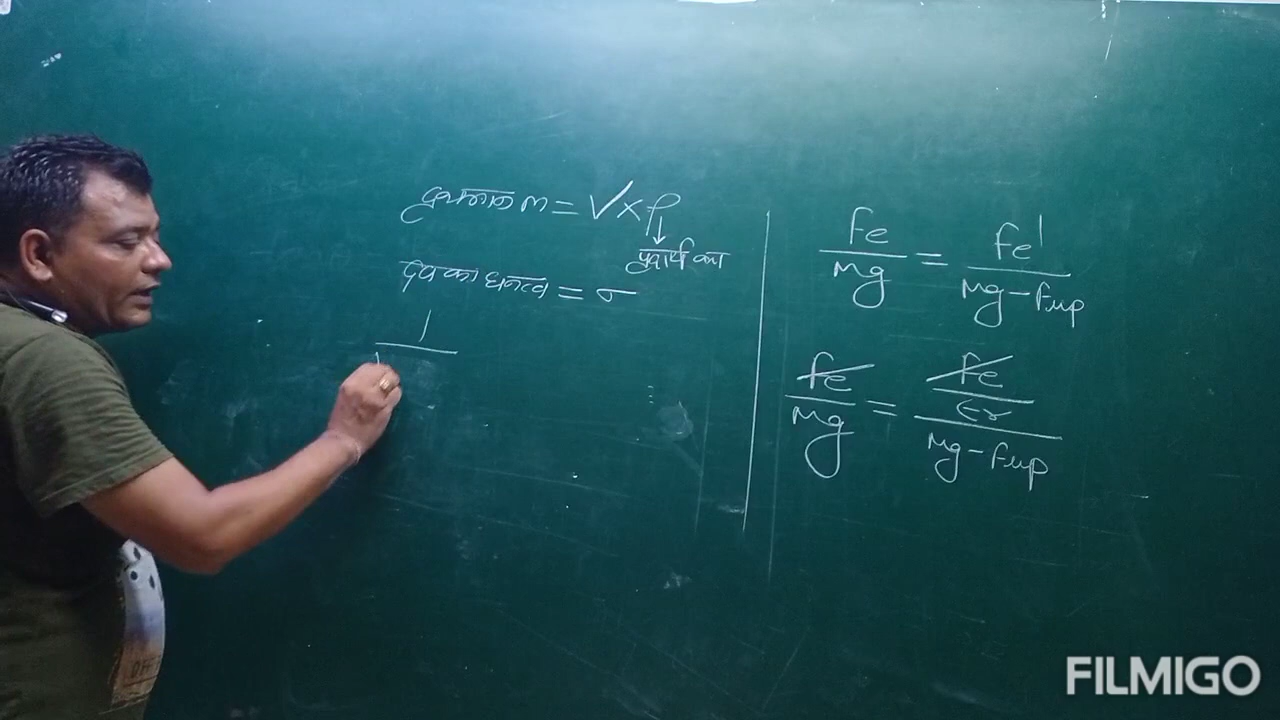 द्रव्यमान m = V × ρ
↓
पदार्थ का
द्रव का घनत्व = σ
1
Fe / Mg = Fe' / Mg - Fup
Fe / Mg = Fe / εr / Mg - Fup
FILMIGO